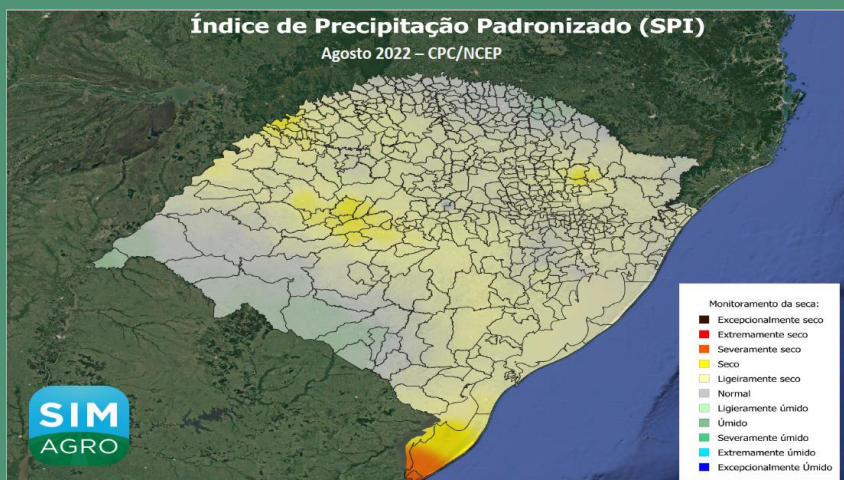 Índice de Precipitação Padronizado (SPI)
Agosto 2022 – CPC/NCEP
Monitoramento da seca:
Excepcionalmente seco
Extremamente seco
Severamente seco
Seco
Ligeiramente seco
Normal
Ligieramente úmido
Úmido
Severamente úmido
Extremamente úmido
Excepcionalmente Úmido
SIM
AGRO